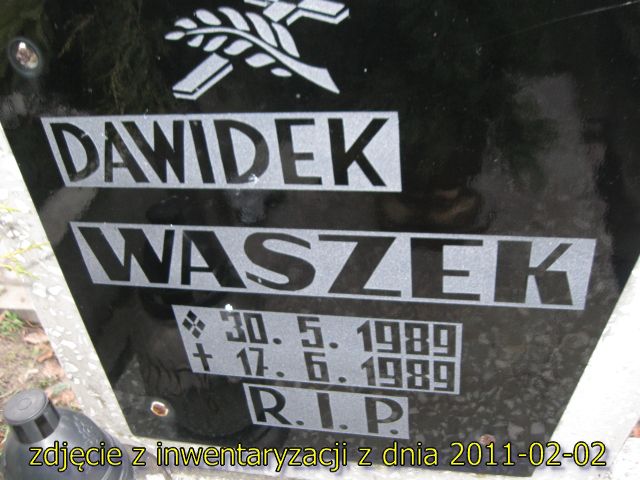 DAWIDEK
WASZEK
❖ 30. 5. 1989
✝ 17. 6. 1989
R.I.P.
zdjęcie z inwentaryzacji z dnia 2011-02-02